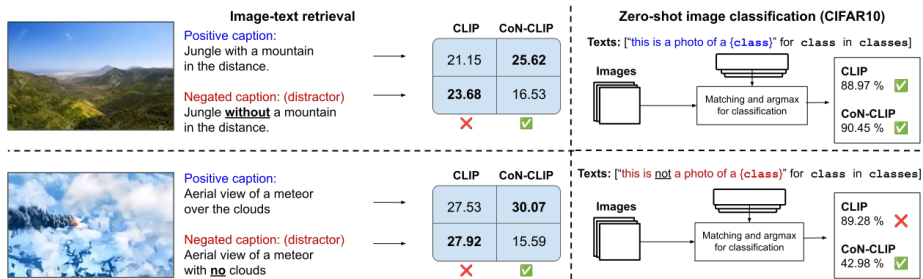 Image-text retrieval
Positive caption:
Jungle with a mountain
in the distance.
Negated caption: (distractor)
Jungle without a mountain
in the distance.
CLIP CoN-CLIP
21.15 25.62
23.68 16.53
❌ ✅
Positive caption:
Aerial view of a meteor
over the clouds
Negated caption: (distractor)
Aerial view of a meteor
with no clouds
CLIP CoN-CLIP
27.53 30.07
27.92 15.59
❌ ✅
Zero-shot image classification (CIFAR10)
Texts: ["this is a photo of a {class}" for class in classes]
Images
Matching and argmax
for classification
CLIP
88.97 % ✅
CoN-CLIP
90.45 % ✅
Texts: ["this is not a photo of a {class}" for class in classes]
Images
Matching and argmax
for classification
CLIP
89.28 % ❌
CoN-CLIP
42.98 % ✅